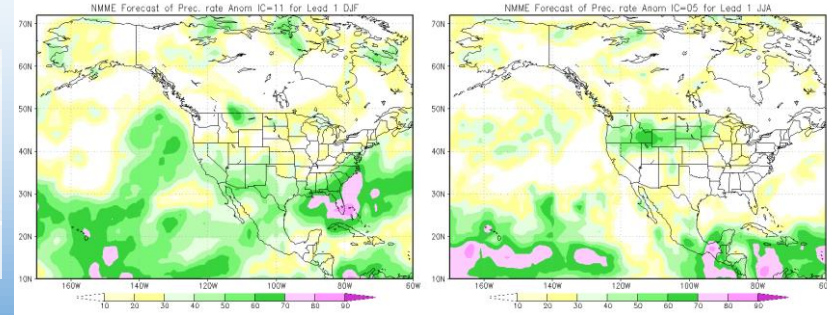 NMME Forecast of Prec. rate Anom IC=11 for Lead 1 DJF
70N
60N
50N
40N
30N
20N
10N
160W 140W 120W 100W 80W 60W
10 20 30 40 50 60 70 80 90
NMME Forecast of Prec. rate Anom IC=05 for Lead 1 JJA
70N
60N
50N
40N
30N
20N
10N
160W 140W 120W 100W 80W 60W
10 20 30 40 50 60 70 80 90